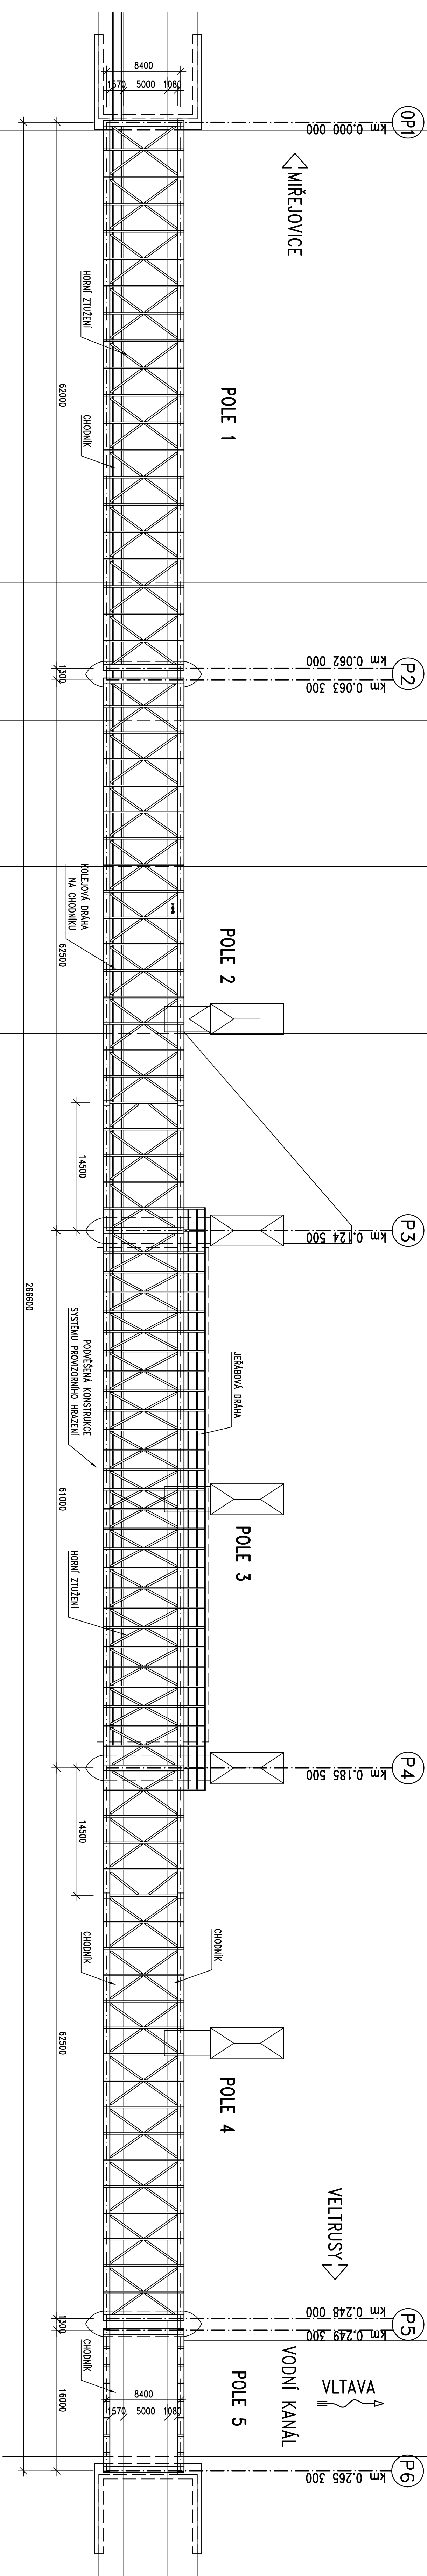 OP1
km 0.000 000
MIŘEJOVICE
8400
1570
5000
1080
HORNÍ ZTUŽENÍ
CHODNÍK
POLE 1
62000
P2
km 0.062 000
km 0.063 300
1300
KOLEJOVÁ DRÁHA
NA CHODNÍKU
POLE 2
62500
14500
P3
km 0.124 500
266600
JEŘÁBOVÁ DRÁHA
PODVĚŠENÁ KONSTRUKCE
SYSTÉMU PROVIZORNÍHO HRAZENÍ
POLE 3
61000
HORNÍ ZTUŽENÍ
P4
km 0.185 500
14500
CHODNÍK
CHODNÍK
POLE 4
62500
VELTRUSY
P5
km 0.248 000
km 0.249 300
1300
CHODNÍK
8400
1570
5000
1080
POLE 5
16000
VODNÍ KANÁL
VLTAVA
P6
km 0.265 300